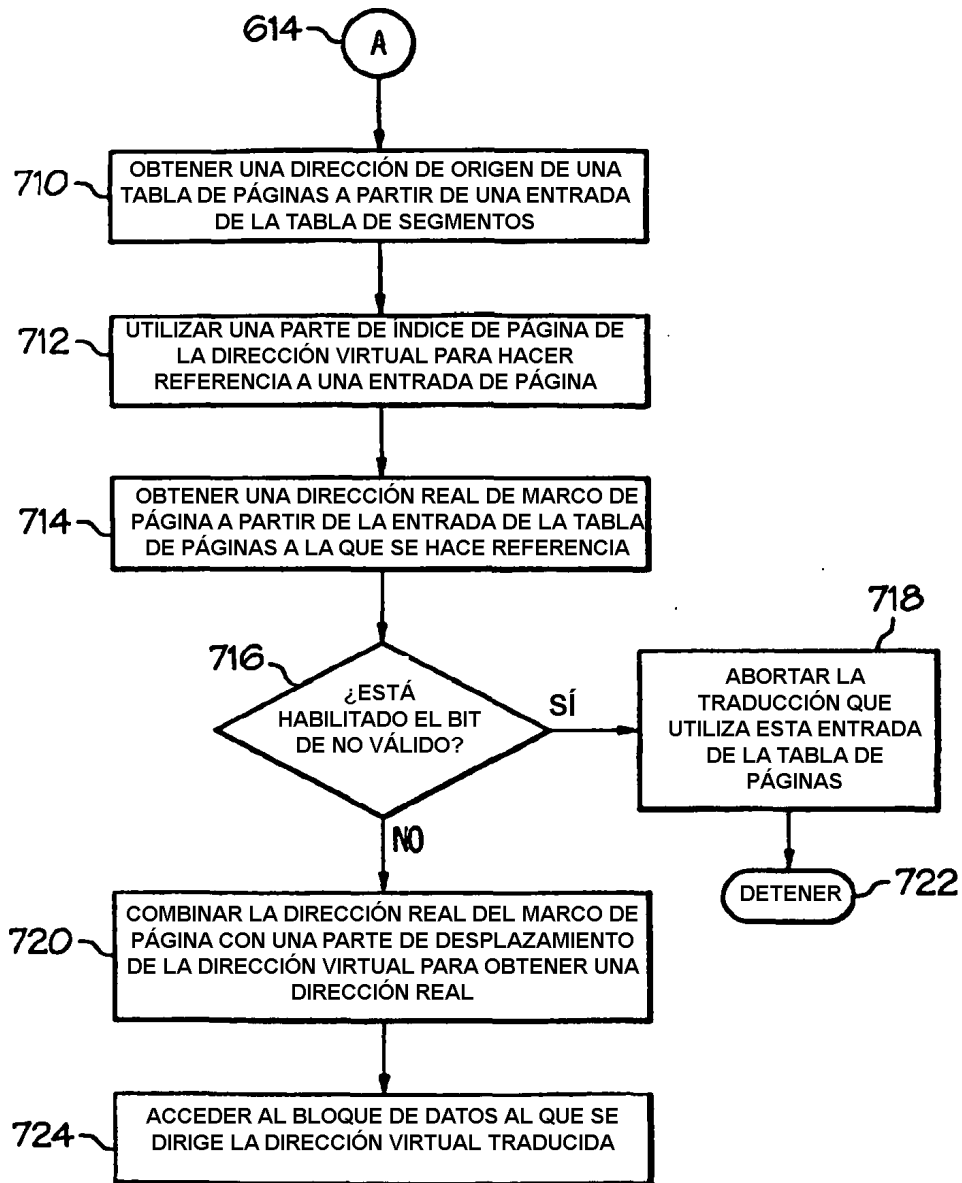 614
A
710
OBTENER UNA DIRECCIÓN DE ORIGEN DE UNA
TABLA DE PÁGINAS A PARTIR DE UNA ENTRADA
DE LA TABLA DE SEGMENTOS
712
UTILIZAR UNA PARTE DE ÍNDICE DE PÁGINA DE
LA DIRECCIÓN VIRTUAL PARA HACER
REFERENCIA A UNA ENTRADA DE PÁGINA
714
OBTENER UNA DIRECCIÓN REAL DE MARCO DE
PÁGINA A PARTIR DE LA ENTRADA DE LA TABLA
DE PÁGINAS A LA QUE SE HACE REFERENCIA
716
¿ESTÁ
HABILITADO EL BIT
DE NO VÁLIDO?
SÍ
718
ABORTAR LA
TRADUCCIÓN QUE
UTILIZA ESTA ENTRADA
DE LA TABLA DE
PÁGINAS
NO
DETENER
722
720
COMBINAR LA DIRECCIÓN REAL DEL MARCO DE
PÁGINA CON UNA PARTE DE DESPLAZAMIENTO
DE LA DIRECCIÓN VIRTUAL PARA OBTENER UNA
DIRECCIÓN REAL
724
ACCEDER AL BLOQUE DE DATOS AL QUE SE
DIRIGE LA DIRECCIÓN VIRTUAL TRADUCIDA